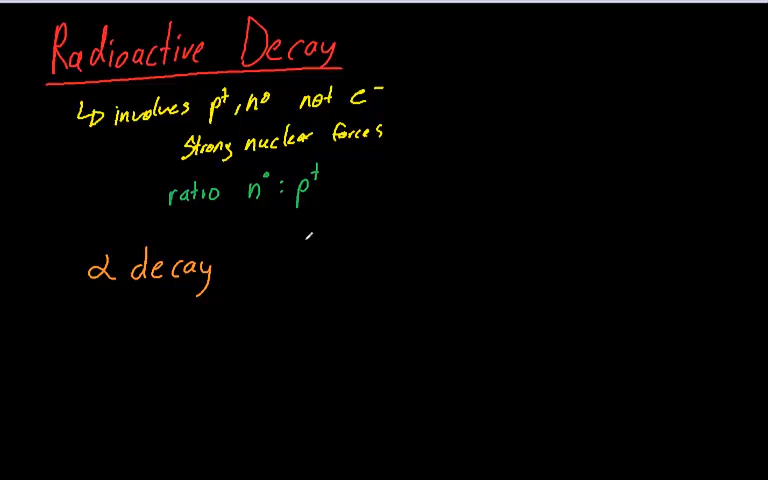 Radioactive Decay
↳ involves p⁺, n⁰ not e⁻
strong nuclear forces
ratio n⁰ : p⁺
α decay